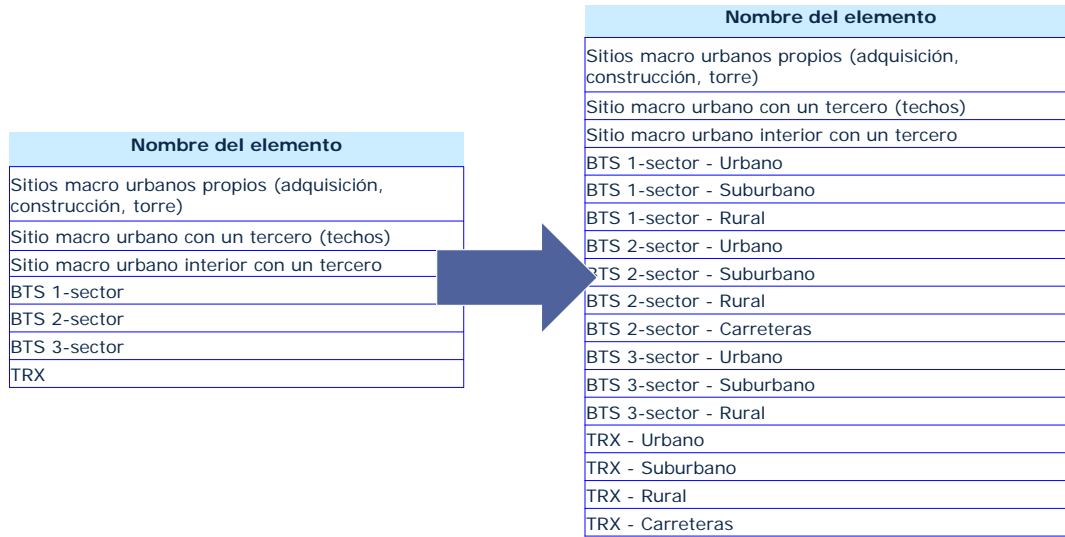 Nombre del elemento
Sitios macro urbanos propios (adquisición,
construcción, torre)
Sitio macro urbano con un tercero (techos)
Sitio macro urbano interior con un tercero
BTS 1-sector
BTS 2-sector
BTS 3-sector
TRX
Nombre del elemento
Sitios macro urbanos propios (adquisición,
construcción, torre)
Sitio macro urbano con un tercero (techos)
Sitio macro urbano interior con un tercero
BTS 1-sector - Urbano
BTS 1-sector - Suburbano
BTS 1-sector - Rural
BTS 2-sector - Urbano
BTS 2-sector - Suburbano
BTS 2-sector - Rural
BTS 2-sector - Carreteras
BTS 3-sector - Urbano
BTS 3-sector - Suburbano
BTS 3-sector - Rural
TRX - Urbano
TRX - Suburbano
TRX - Rural
TRX - Carreteras